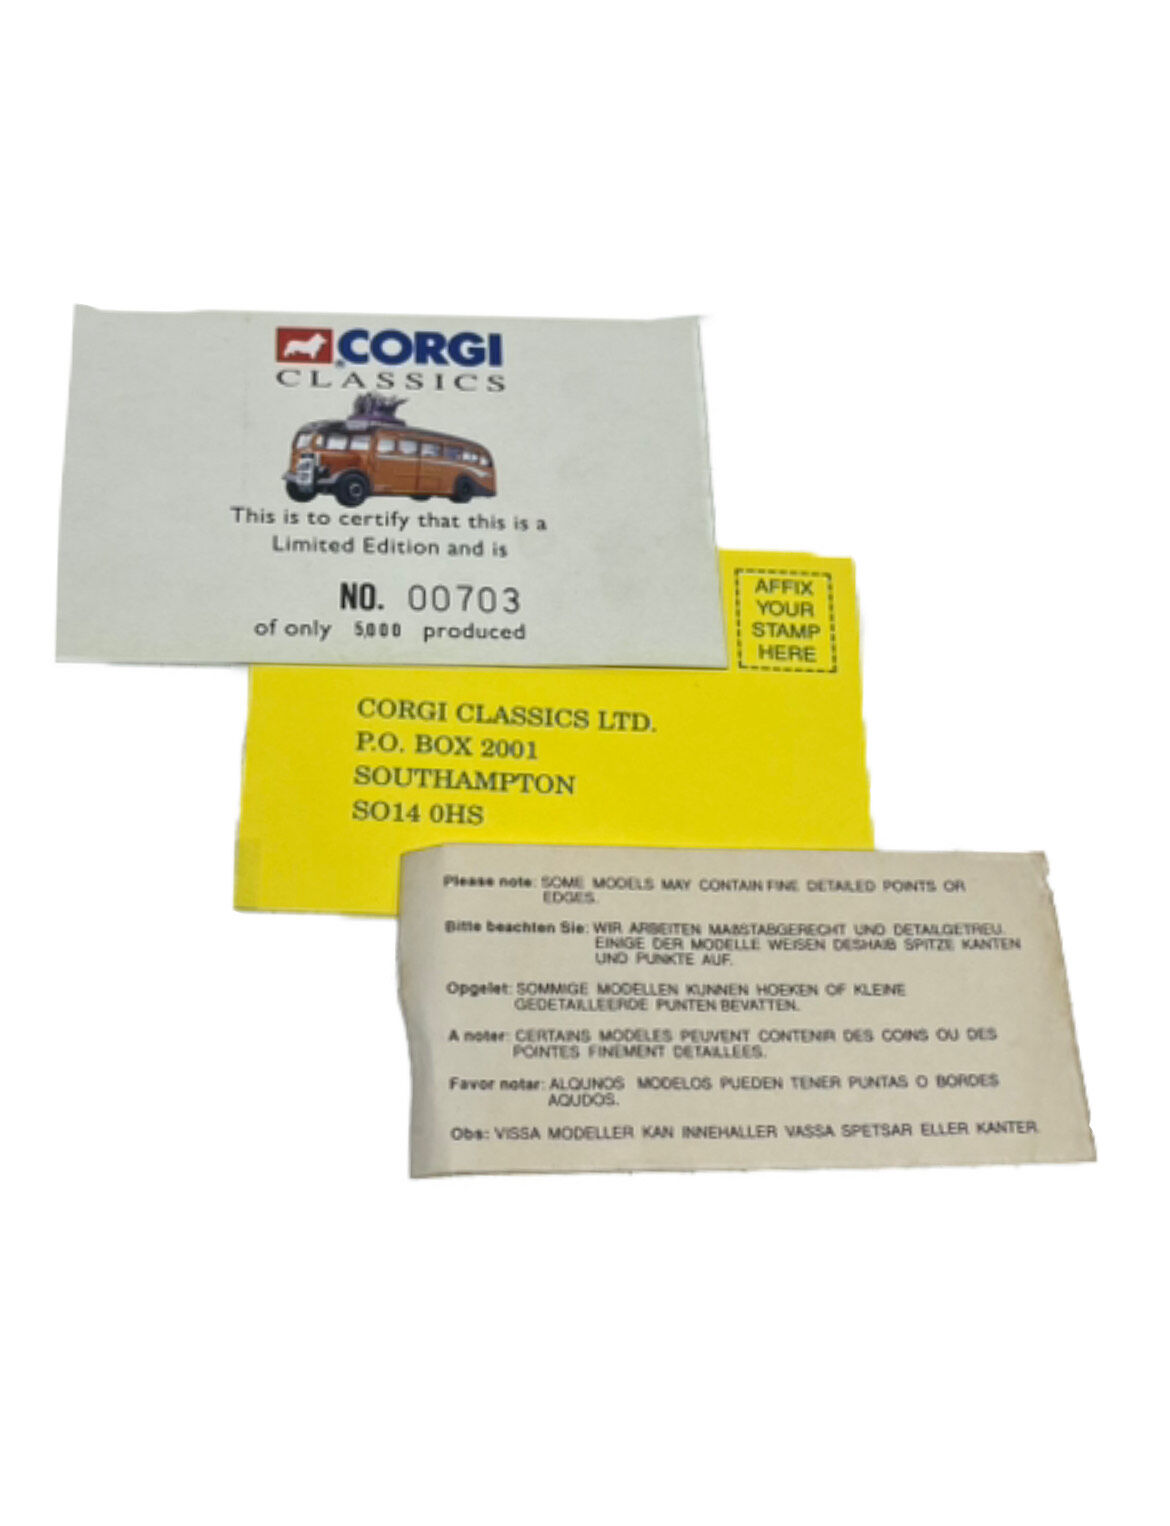 CORGI
CLASSICS
This is to certify that this is a
Limited Edition and is
NO. 00703
of only 5,000 produced
AFFIX
YOUR
STAMP
HERE
CORGI CLASSICS LTD.
P.O. BOX 2001
SOUTHAMPTON
SO14 0HS
Please note: SOME MODELS MAY CONTAIN FINE DETAILED POINTS OR
EDGES.
Bitte beachten Sie: WIR ARBEITEN MAßSTABGERECHT UND DETAILGETREU.
EINIGE DER MODELLE WEISEN DESHAIB SPITZE KANTEN
UND PUNKTE AUF.
Opgelet: SOMMIGE MODELLEN KUNNEN HOEKEN OF KLEINE
GEDETAILLEERDE PUNTEN BEVATTEN.
A noter: CERTAINS MODELES PEUVENT CONTENIR DES COINS OU DES
POINTES FINEMENT DETAILLEES.
Favor notar: ALQUNOS MODELOS PUEDEN TENER PUNTAS O BORDES
AQUDOS.
Obs: VISSA MODELLER KAN INNEHALLER VASSA SPETSAR ELLER KANTER.